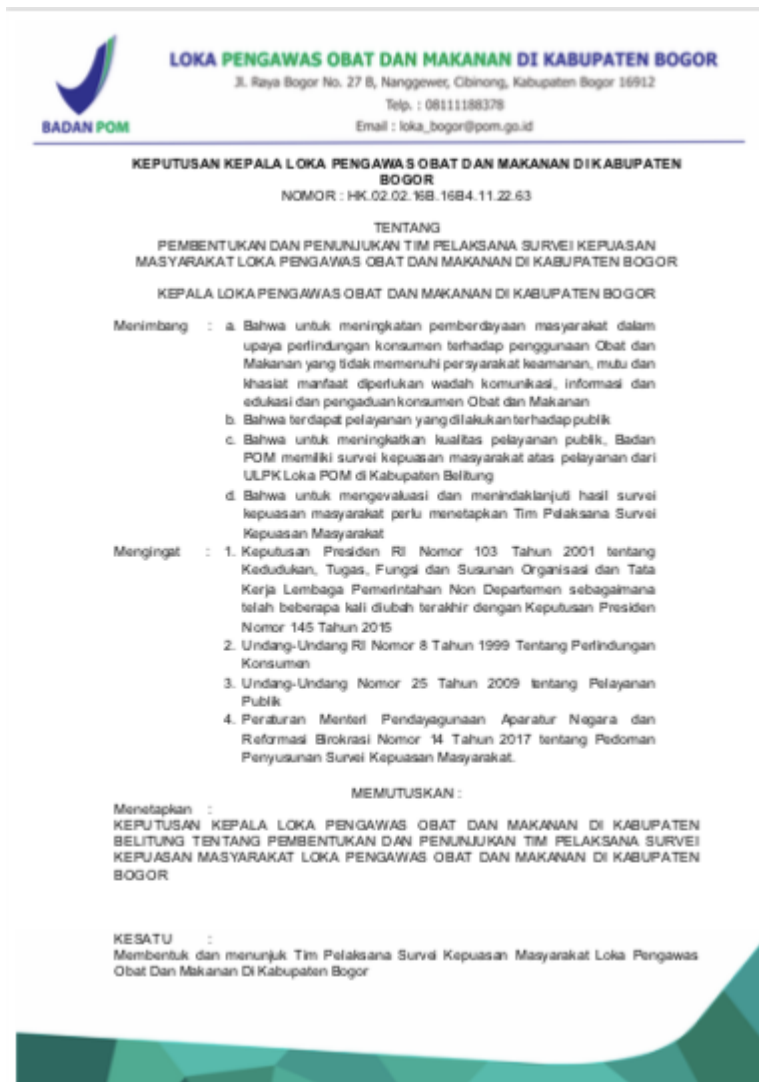 LOKA PENGAWAS OBAT DAN MAKANAN DI KABUPATEN BOGOR
Jl. Raya Bogor No. 27 B, Nanggewer, Cibinong, Kabupaten Bogor 16912
Telp. : 08111188378
BADAN POM
Email : loka_bogor@pom.go.id
KEPUTUSAN KEPALA LOKA PENGAWAS OBAT DAN MAKANAN DI KABUPATEN
BOGOR
NOMOR : HK.02.02.16B.16B4.11.22.63
TENTANG
PEMBENTUKAN DAN PENUNJUKAN TIM PELAKSANA SURVEI KEPUASAN
MASYARAKAT LOKA PENGAWAS OBAT DAN MAKANAN DI KABUPATEN BOGOR
KEPALA LOKA PENGAWAS OBAT DAN MAKANAN DI KABUPATEN BOGOR
Menimbang : a. Bahwa untuk meningkatan pemberdayaan masyarakat dalam
upaya perlindungan konsumen terhadap penggunaan Obat dan
Makanan yang tidak memenuhi persyarakat keamanan, mutu dan
khasiat manfaat diperlukan wadah komunikasi, informasi dan
edukasi dan pengaduan konsumen Obat dan Makanan
b. Bahwa terdapat pelayanan yang dilakukan terhadap publik
c. Bahwa untuk meningkatkan kualitas pelayanan publik, Badan
POM memiliki survei kepuasan masyarakat atas pelayanan dari
ULPK Loka POM di Kabupaten Belitung
d. Bahwa untuk mengevaluasi dan menindaklanjuti hasil survei
kepuasan masyarakat perlu menetapkan Tim Pelaksana Survei
Kepuasan Masyarakat
Mengingat : 1. Keputusan Presiden RI Nomor 103 Tahun 2001 tentang
Kedudukan, Tugas, Fungsi dan Susunan Organisasi dan Tata
Kerja Lembaga Pemerintahan Non Departemen sebagaimana
telah beberapa kali diubah terakhir dengan Keputusan Presiden
Nomor 145 Tahun 2015
2. Undang-Undang RI Nomor 8 Tahun 1999 Tentang Perlindungan
Konsumen
3. Undang-Undang Nomor 25 Tahun 2009 tentang Pelayanan
Publik
4. Peraturan Menteri Pendayagunaan Aparatur Negara dan
Reformasi Birokrasi Nomor 14 Tahun 2017 tentang Pedoman
Penyusunan Survei Kepuasan Masyarakat.
MEMUTUSKAN :
Menetapkan :
KEPUTUSAN KEPALA LOKA PENGAWAS OBAT DAN MAKANAN DI KABUPATEN
BELITUNG TENTANG PEMBENTUKAN DAN PENUNJUKAN TIM PELAKSANA SURVEI
KEPUASAN MASYARAKAT LOKA PENGAWAS OBAT DAN MAKANAN DI KABUPATEN
BOGOR
KESATU :
Membentuk dan menunjuk Tim Pelaksana Survei Kepuasan Masyarakat Loka Pengawas
Obat Dan Makanan Di Kabupaten Bogor